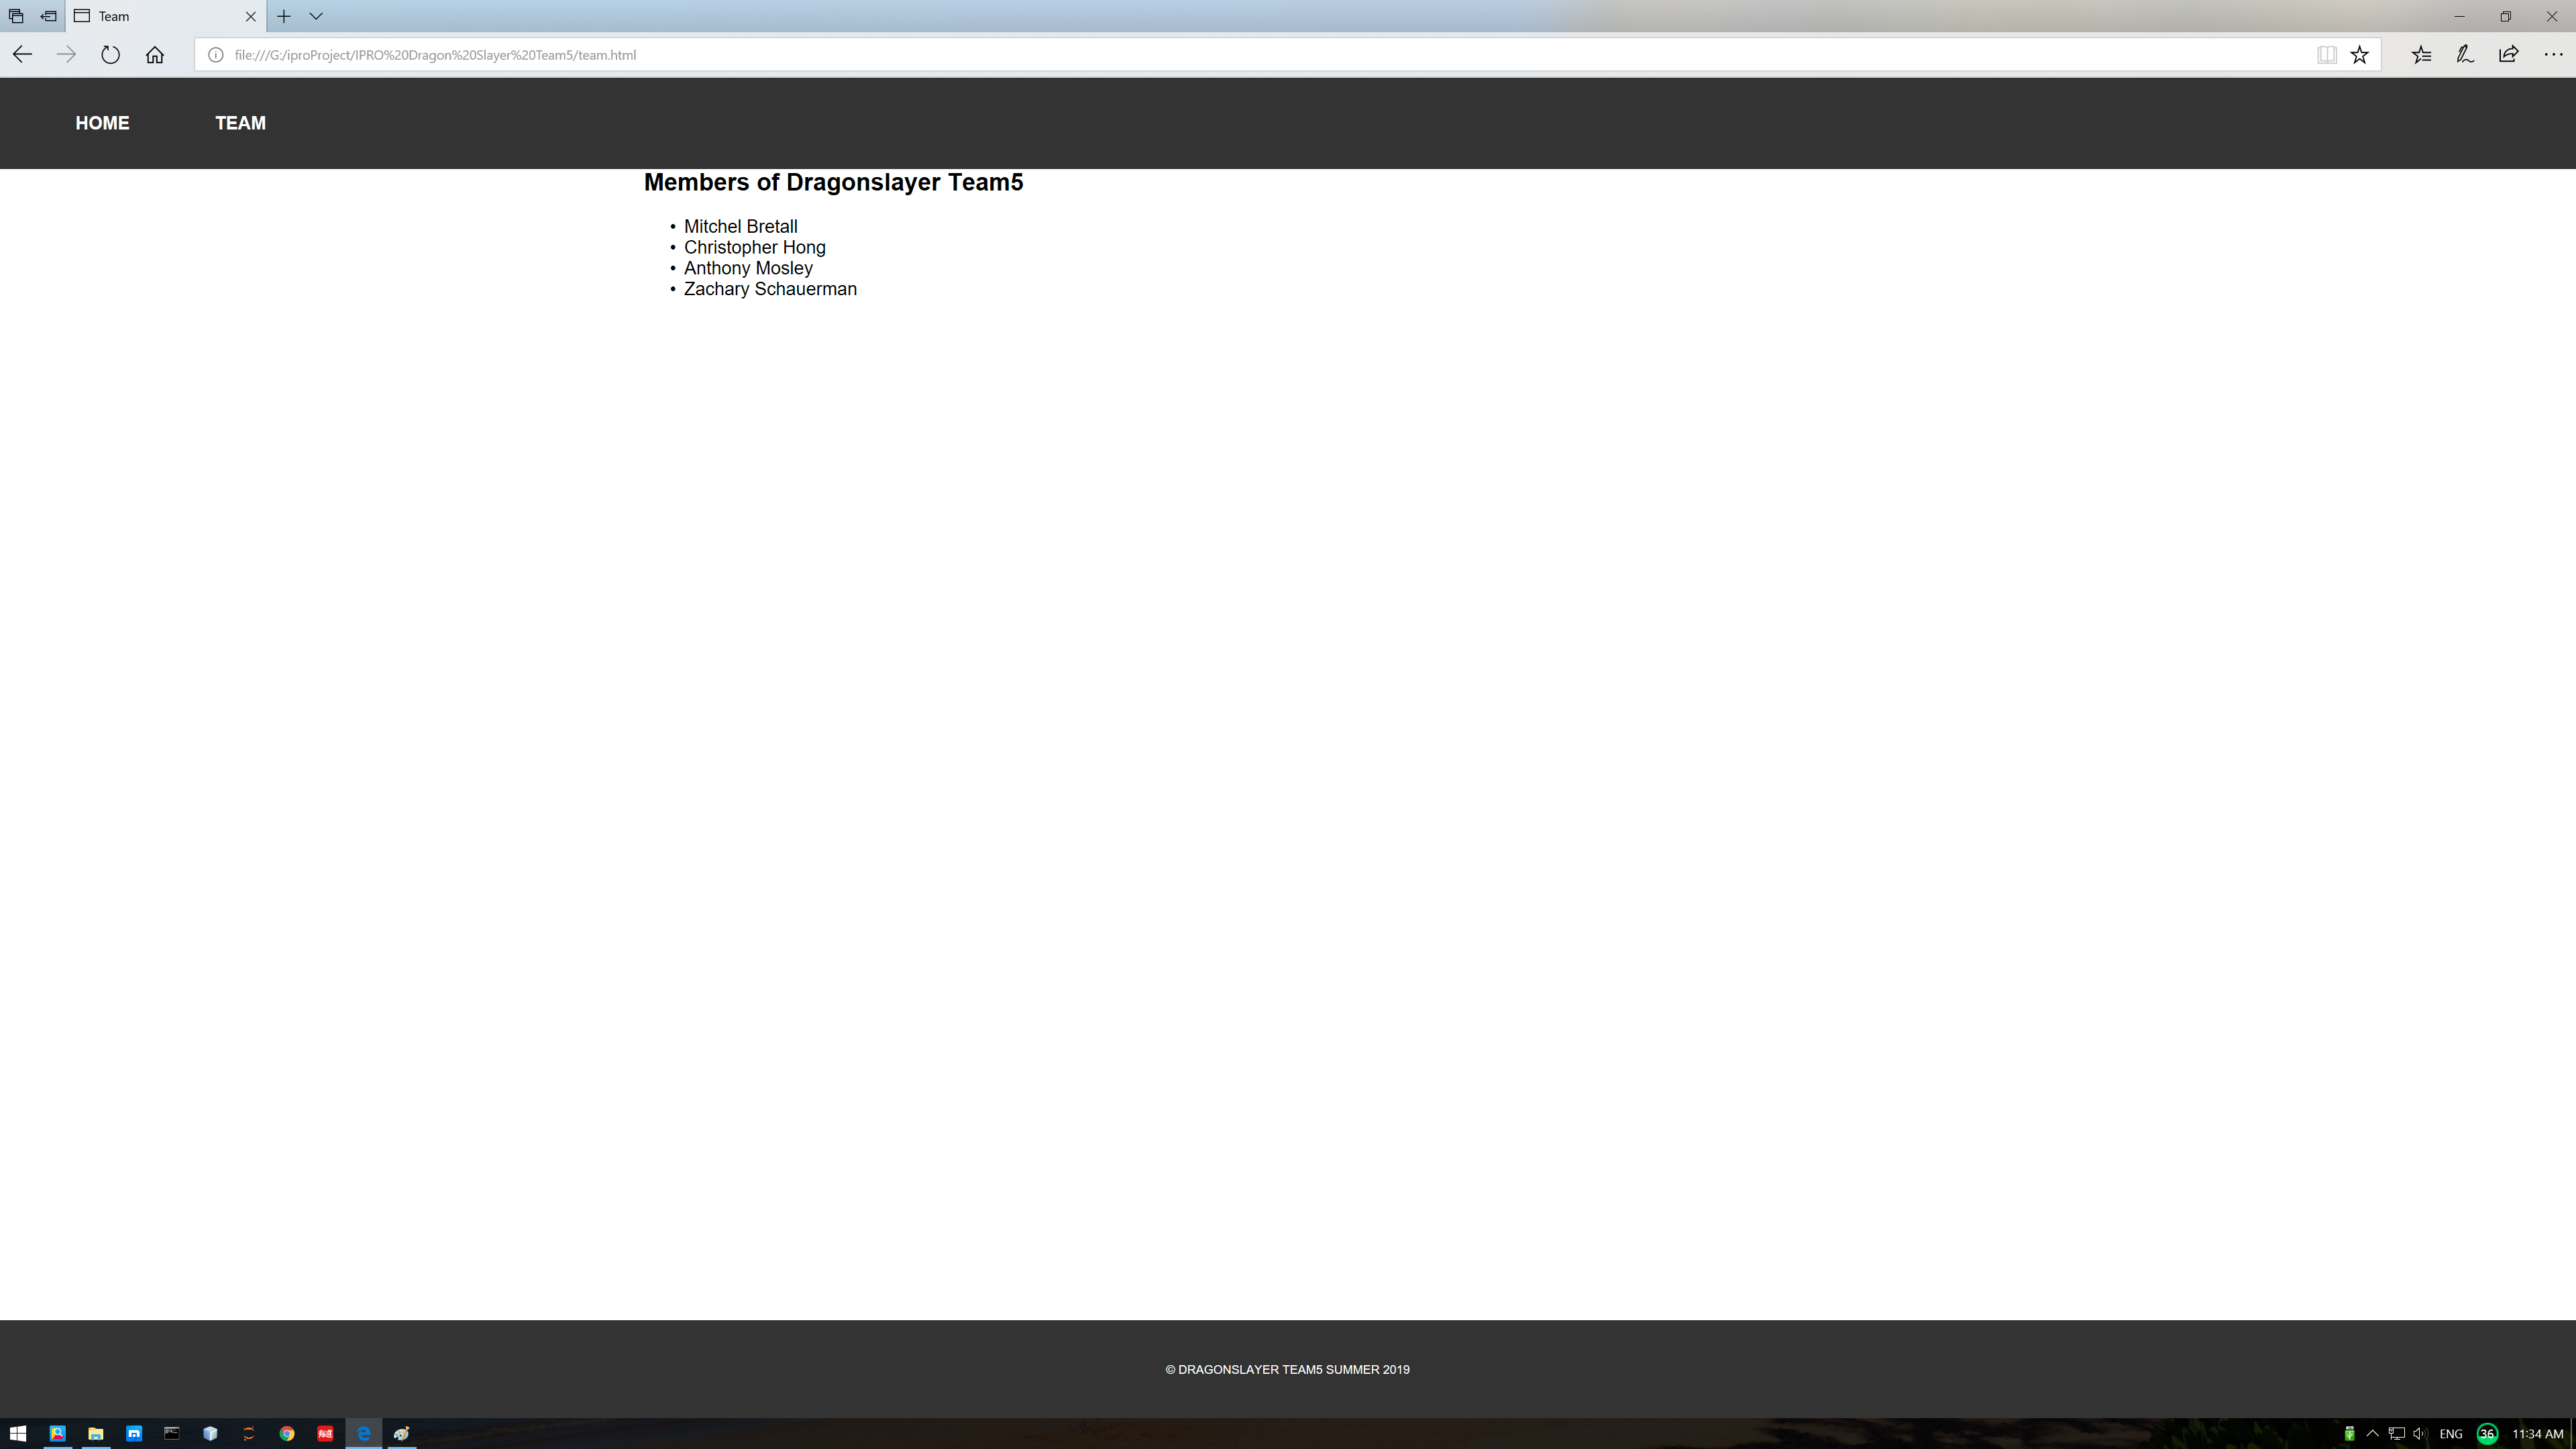 Team
file:///G:/iproProject/IPRO%20Dragon%20Slayer%20Team5/team.html
HOME TEAM
Members of Dragonslayer Team5
• Mitchel Bretall
• Christopher Hong
• Anthony Mosley
• Zachary Schauerman
© DRAGONSLAYER TEAM5 SUMMER 2019
ENG 36 11:34 AM